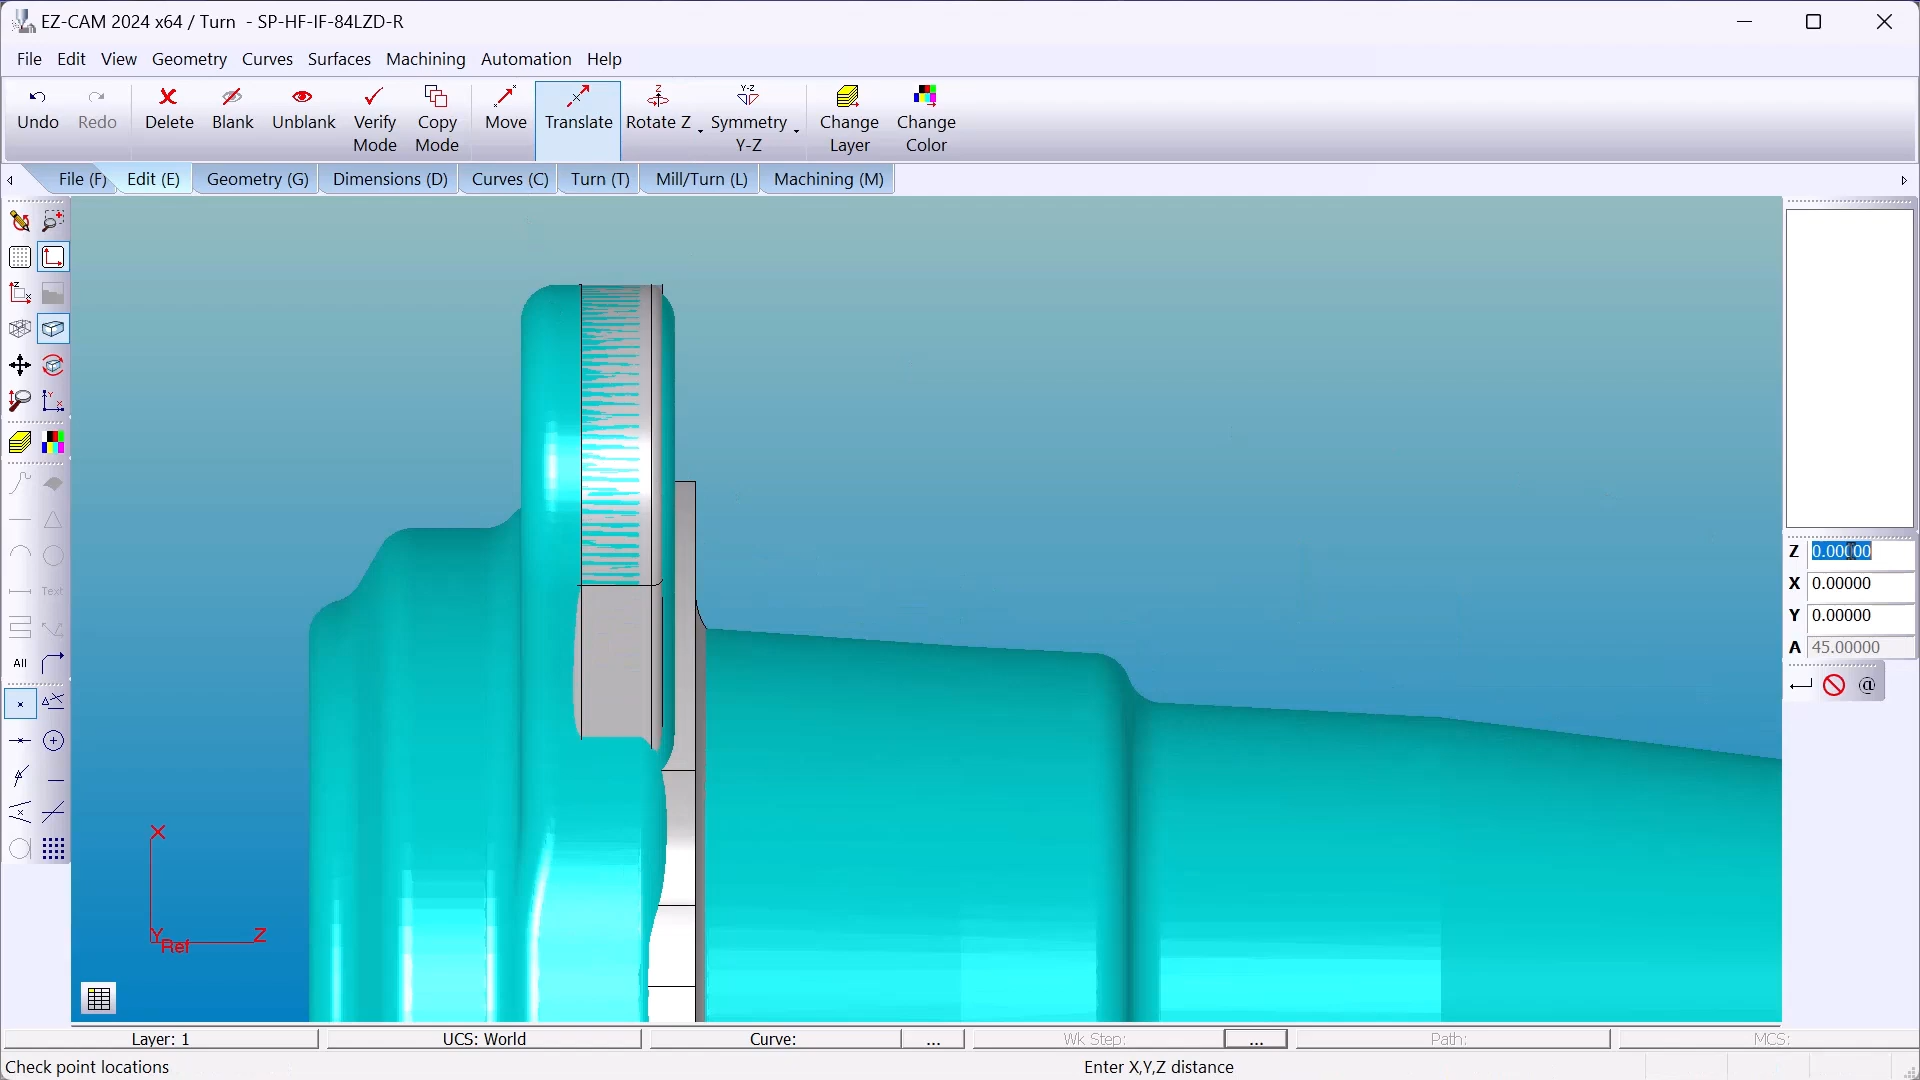 EZ-CAM 2024 x64 / Turn - SP-HF-IF-84LZD-R
File Edit View Geometry Curves Surfaces Machining Automation Help
Undo Redo Delete Blank Unblank Verify Mode Copy Mode Move Translate Rotate Z Symmetry Y-Z Change Layer Change Color
File (F) Edit (E) Geometry (G) Dimensions (D) Curves (C) Turn (T) Mill/Turn (L) Machining (M)
Z 0.00000
X 0.00000
Y 0.00000
A 45.00000
@
Text
All
X
Y
Ref
Z
Layer: 1 UCS: World Curve: ... Wk Step: ... Path: MCS:
Check point locations Enter X,Y,Z distance